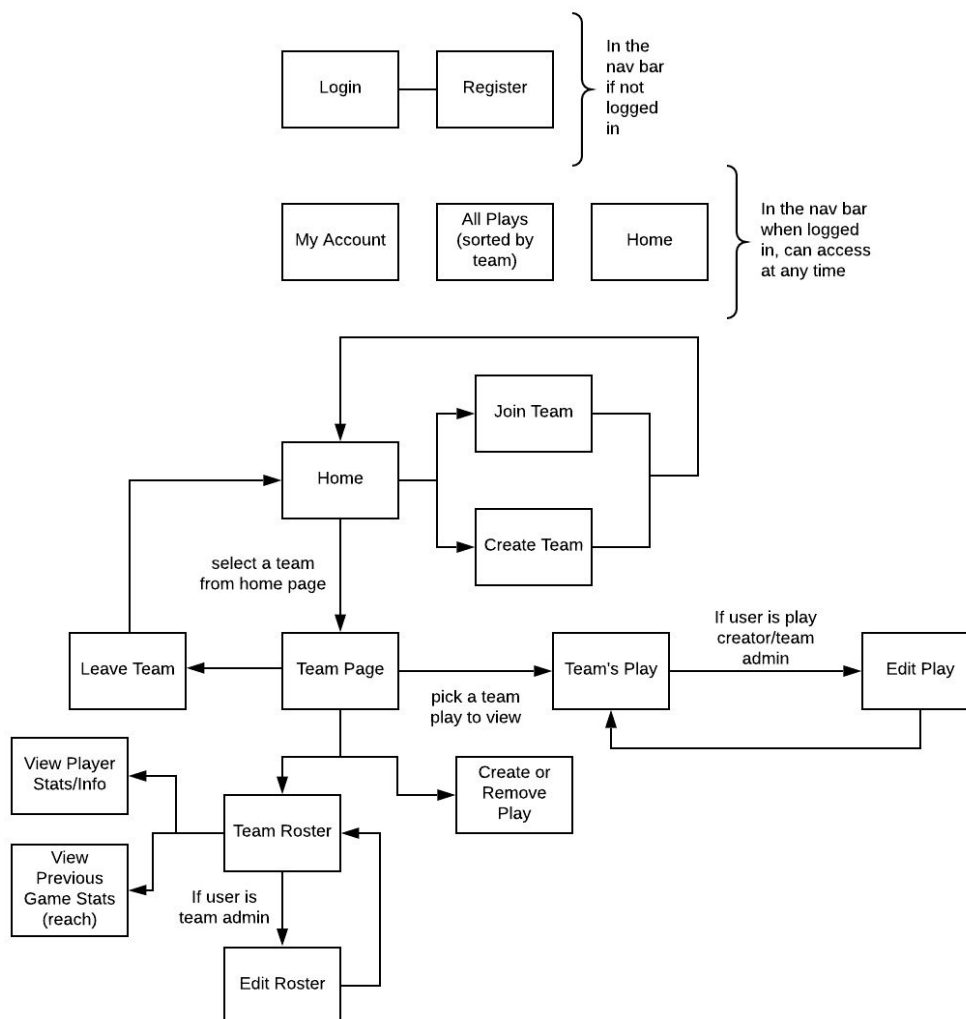 Login
Register
In the
nav bar
if not
logged
in
My Account
All Plays
(sorted by
team)
Home
In the nav bar
when logged
in, can access
at any time
Join Team
Home
Create Team
select a team
from home page
If user is play
creator/team
admin
Leave Team
Team Page
Team's Play
Edit Play
pick a team
play to view
View Player
Stats/Info
Create or
Remove
Play
Team Roster
View
Previous
Game Stats
(reach)
If user is
team admin
Edit Roster